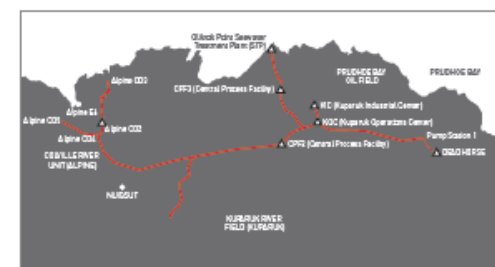 Oliktok Point Seawater
Treatment Plant (STP)
PRUDHOE BAY
OIL FIELD
PRUDHOE BAY
Alpine CD3
CPF3 (Central Process Facility)
KIC (Kuparuk Industrial Center)
Alpine CD1
Alpine CD2
KOC (Kuparuk Operations Center)
Alpine CD4
Pump Station 1
CPF2 (Central Process Facility)
DEADHORSE
COLVILLE RIVER
UNIT (ALPINE)
NUIQSUT
KUPARUK RIVER
FIELD (KUPARUK)